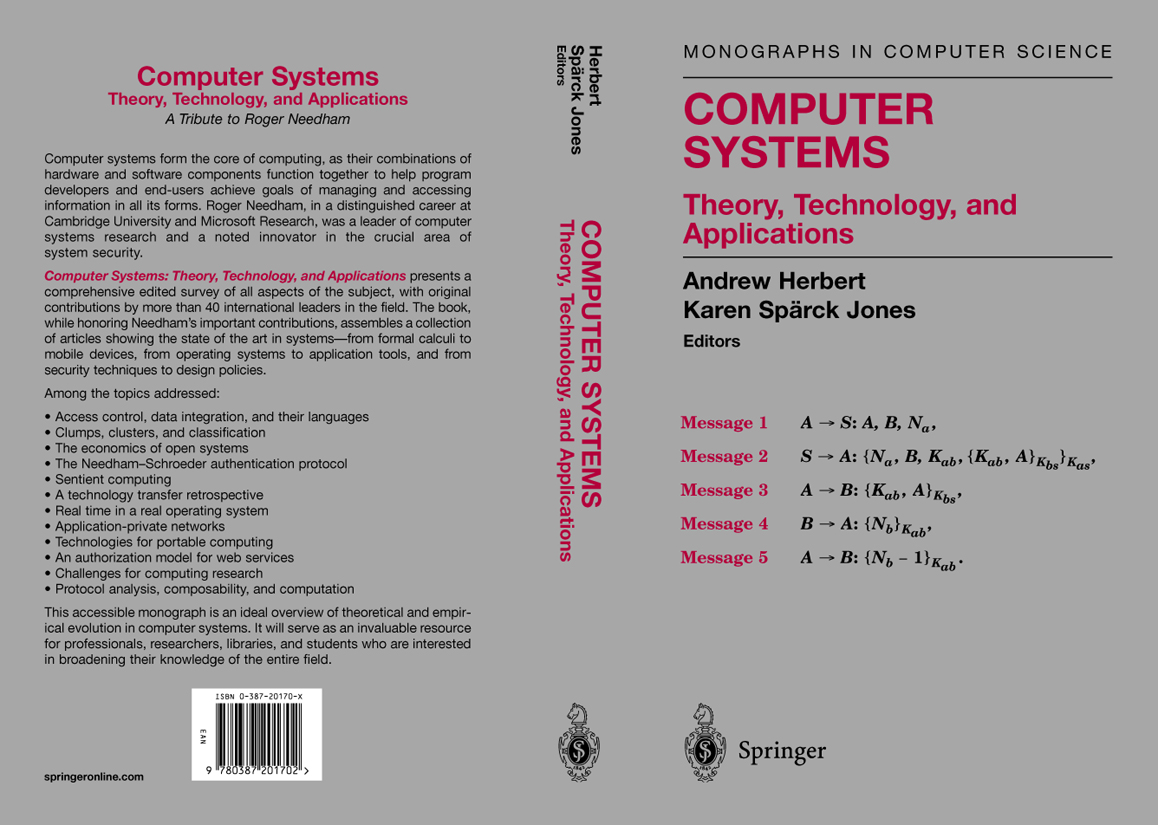 Computer Systems
Theory, Technology, and Applications
A Tribute to Roger Needham
Computer systems form the core of computing, as their combinations of
hardware and software components function together to help program
developers and end-users achieve goals of managing and accessing
information in all its forms. Roger Needham, in a distinguished career at
Cambridge University and Microsoft Research, was a leader of computer
systems research and a noted innovator in the crucial area of
system security.
Computer Systems: Theory, Technology, and Applications presents a
comprehensive edited survey of all aspects of the subject, with original
contributions by more than 40 international leaders in the field. The book,
while honoring Needham's important contributions, assembles a collection
of articles showing the state of the art in systems—from formal calculi to
mobile devices, from operating systems to application tools, and from
security techniques to design policies.
Among the topics addressed:
• Access control, data integration, and their languages
• Clumps, clusters, and classification
• The economics of open systems
• The Needham–Schroeder authentication protocol
• Sentient computing
• A technology transfer retrospective
• Real time in a real operating system
• Application-private networks
• Technologies for portable computing
• An authorization model for web services
• Challenges for computing research
• Protocol analysis, composability, and computation
This accessible monograph is an ideal overview of theoretical and empir-
ical evolution in computer systems. It will serve as an invaluable resource
for professionals, researchers, libraries, and students who are interested
in broadening their knowledge of the entire field.
ISBN 0-387-20170-X
EAN
9 780387 201702 >
springeronline.com
Herbert
Spärck Jones
Editors
COMPUTER SYSTEMS
Theory, Technology, and Applications
MONOGRAPHS IN COMPUTER SCIENCE
COMPUTER
SYSTEMS
Theory, Technology, and
Applications
Andrew Herbert
Karen Spärck Jones
Editors
Message 1 A → S: A, B, Nₐ,
Message 2 S → A: {Nₐ, B, K_ab, {K_ab, A}_K_bs}_K_as,
Message 3 A → B: {K_ab, A}_K_bs,
Message 4 B → A: {N_b}_K_ab,
Message 5 A → B: {N_b – 1}_K_ab.
Springer